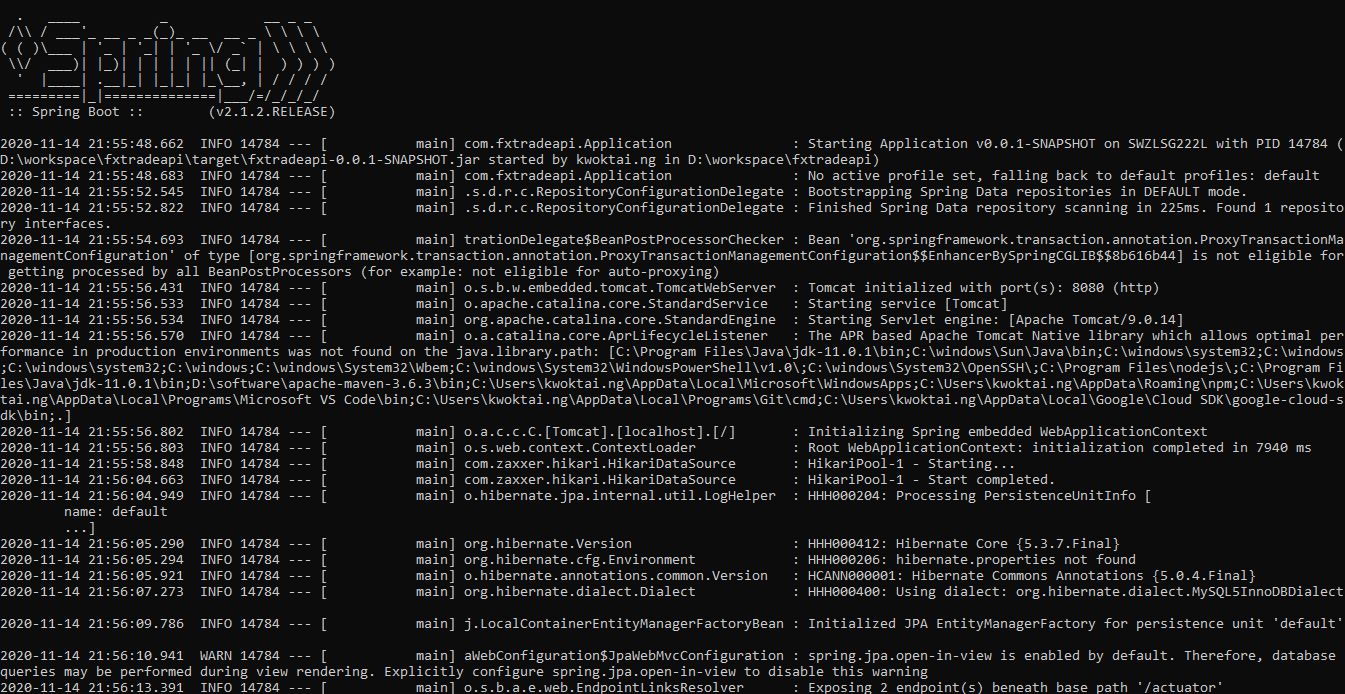 .   ____          _            __ _ _
 /\\ / ___'_ __ _ _(_)_ __  __ _ \ \ \ \
( ( )\___ | '_ | '_| | '_ \/ _` | \ \ \ \
 \\/  ___)| |_)| | | | | || (_| |  ) ) ) )
  '  |____| .__|_| |_|_| |_\__, | / / / /
 =========|_|==============|___/=/_/_/_/
 :: Spring Boot ::        (v2.1.2.RELEASE)
2020-11-14 21:55:48.662  INFO 14784 --- [           main] com.fxtradeapi.Application               : Starting Application v0.0.1-SNAPSHOT on SWZLSG222L with PID 14784 (
D:\workspace\fxtradeapi\target\fxtradeapi-0.0.1-SNAPSHOT.jar started by kwoktai.ng in D:\workspace\fxtradeapi)
2020-11-14 21:55:48.683  INFO 14784 --- [           main] com.fxtradeapi.Application               : No active profile set, falling back to default profiles: default
2020-11-14 21:55:52.545  INFO 14784 --- [           main] .s.d.r.c.RepositoryConfigurationDelegate : Bootstrapping Spring Data repositories in DEFAULT mode.
2020-11-14 21:55:52.822  INFO 14784 --- [           main] .s.d.r.c.RepositoryConfigurationDelegate : Finished Spring Data repository scanning in 225ms. Found 1 reposito
ry interfaces.
2020-11-14 21:55:54.693  INFO 14784 --- [           main] trationDelegate$BeanPostProcessorChecker : Bean 'org.springframework.transaction.annotation.ProxyTransactionMa
nagementConfiguration' of type [org.springframework.transaction.annotation.ProxyTransactionManagementConfiguration$$EnhancerBySpringCGLIB$$8b616b44] is not eligible for
 getting processed by all BeanPostProcessors (for example: not eligible for auto-proxying)
2020-11-14 21:55:56.431  INFO 14784 --- [           main] o.s.b.w.embedded.tomcat.TomcatWebServer  : Tomcat initialized with port(s): 8080 (http)
2020-11-14 21:55:56.533  INFO 14784 --- [           main] o.apache.catalina.core.StandardService   : Starting service [Tomcat]
2020-11-14 21:55:56.534  INFO 14784 --- [           main] org.apache.catalina.core.StandardEngine  : Starting Servlet engine: [Apache Tomcat/9.0.14]
2020-11-14 21:55:56.570  INFO 14784 --- [           main] o.a.catalina.core.AprLifecycleListener   : The APR based Apache Tomcat Native library which allows optimal per
formance in production environments was not found on the java.library.path: [C:\Program Files\Java\jdk-11.0.1\bin;C:\windows\Sun\Java\bin;C:\windows\system32;C:\windows
;C:\windows\system32;C:\windows;C:\windows\System32\Wbem;C:\windows\System32\WindowsPowerShell\v1.0\;C:\windows\System32\OpenSSH\;C:\Program Files\nodejs\;C:\Program Fi
les\Java\jdk-11.0.1\bin;D:\software\apache-maven-3.6.3\bin;C:\Users\kwoktai.ng\AppData\Local\Microsoft\WindowsApps;C:\Users\kwoktai.ng\AppData\Roaming\npm;C:\Users\kwok
tai.ng\AppData\Local\Programs\Microsoft VS Code\bin;C:\Users\kwoktai.ng\AppData\Local\Programs\Git\cmd;C:\Users\kwoktai.ng\AppData\Local\Google\Cloud SDK\google-cloud-s
dk\bin;.]
2020-11-14 21:55:56.802  INFO 14784 --- [           main] o.a.c.c.C.[Tomcat].[localhost].[/]       : Initializing Spring embedded WebApplicationContext
2020-11-14 21:55:56.803  INFO 14784 --- [           main] o.s.web.context.ContextLoader            : Root WebApplicationContext: initialization completed in 7940 ms
2020-11-14 21:55:58.848  INFO 14784 --- [           main] com.zaxxer.hikari.HikariDataSource       : HikariPool-1 - Starting...
2020-11-14 21:56:04.663  INFO 14784 --- [           main] com.zaxxer.hikari.HikariDataSource       : HikariPool-1 - Start completed.
2020-11-14 21:56:04.949  INFO 14784 --- [           main] o.hibernate.jpa.internal.util.LogHelper  : HHH000204: Processing PersistenceUnitInfo [
        name: default
        ...]
2020-11-14 21:56:05.290  INFO 14784 --- [           main] org.hibernate.Version                    : HHH000412: Hibernate Core {5.3.7.Final}
2020-11-14 21:56:05.294  INFO 14784 --- [           main] org.hibernate.cfg.Environment            : HHH000206: hibernate.properties not found
2020-11-14 21:56:05.921  INFO 14784 --- [           main] o.hibernate.annotations.common.Version   : HCANN000001: Hibernate Commons Annotations {5.0.4.Final}
2020-11-14 21:56:07.273  INFO 14784 --- [           main] org.hibernate.dialect.Dialect            : HHH000400: Using dialect: org.hibernate.dialect.MySQL5InnoDBDialect
2020-11-14 21:56:09.786  INFO 14784 --- [           main] j.LocalContainerEntityManagerFactoryBean : Initialized JPA EntityManagerFactory for persistence unit 'default'
2020-11-14 21:56:10.941  WARN 14784 --- [           main] aWebConfiguration$JpaWebMvcConfiguration : spring.jpa.open-in-view is enabled by default. Therefore, database
queries may be performed during view rendering. Explicitly configure spring.jpa.open-in-view to disable this warning
2020-11-14 21:56:13.391  INFO 14784 --- [           main] o.s.b.a.e.web.EndpointLinksResolver      : Exposing 2 endpoint(s) beneath base path '/actuator'